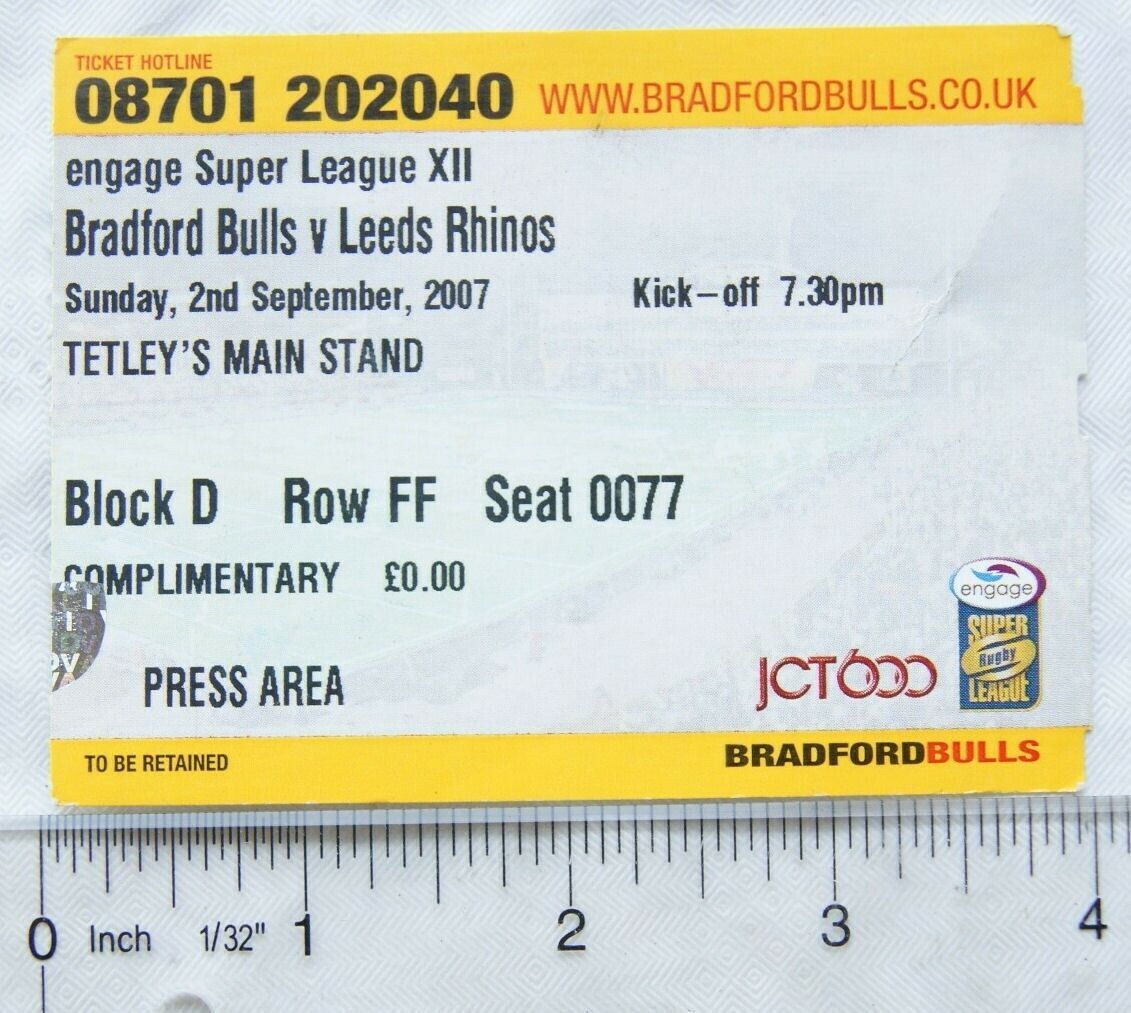 TICKET HOTLINE
08701 202040 WWW.BRADFORDBULLS.CO.UK
engage Super League XII
Bradford Bulls v Leeds Rhinos
Sunday, 2nd September, 2007 Kick-off 7.30pm
TETLEY'S MAIN STAND
Block D Row FF Seat 0077
COMPLIMENTARY £0.00
engage
SUPER
Rugby
LEAGUE
JCT600
PRESS AREA
TO BE RETAINED BRADFORDBULLS
0 Inch 1/32" 1 2 3 4